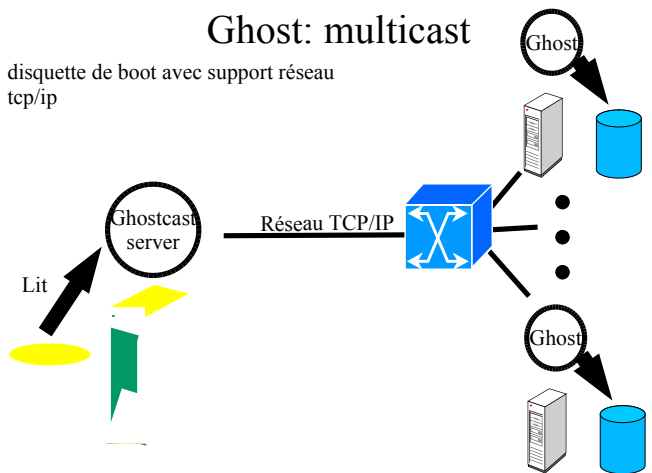 Ghost: multicast
Ghost
disquette de boot avec support réseau
tcp/ip
Ghostcast
server
Réseau TCP/IP
Lit
Ghost